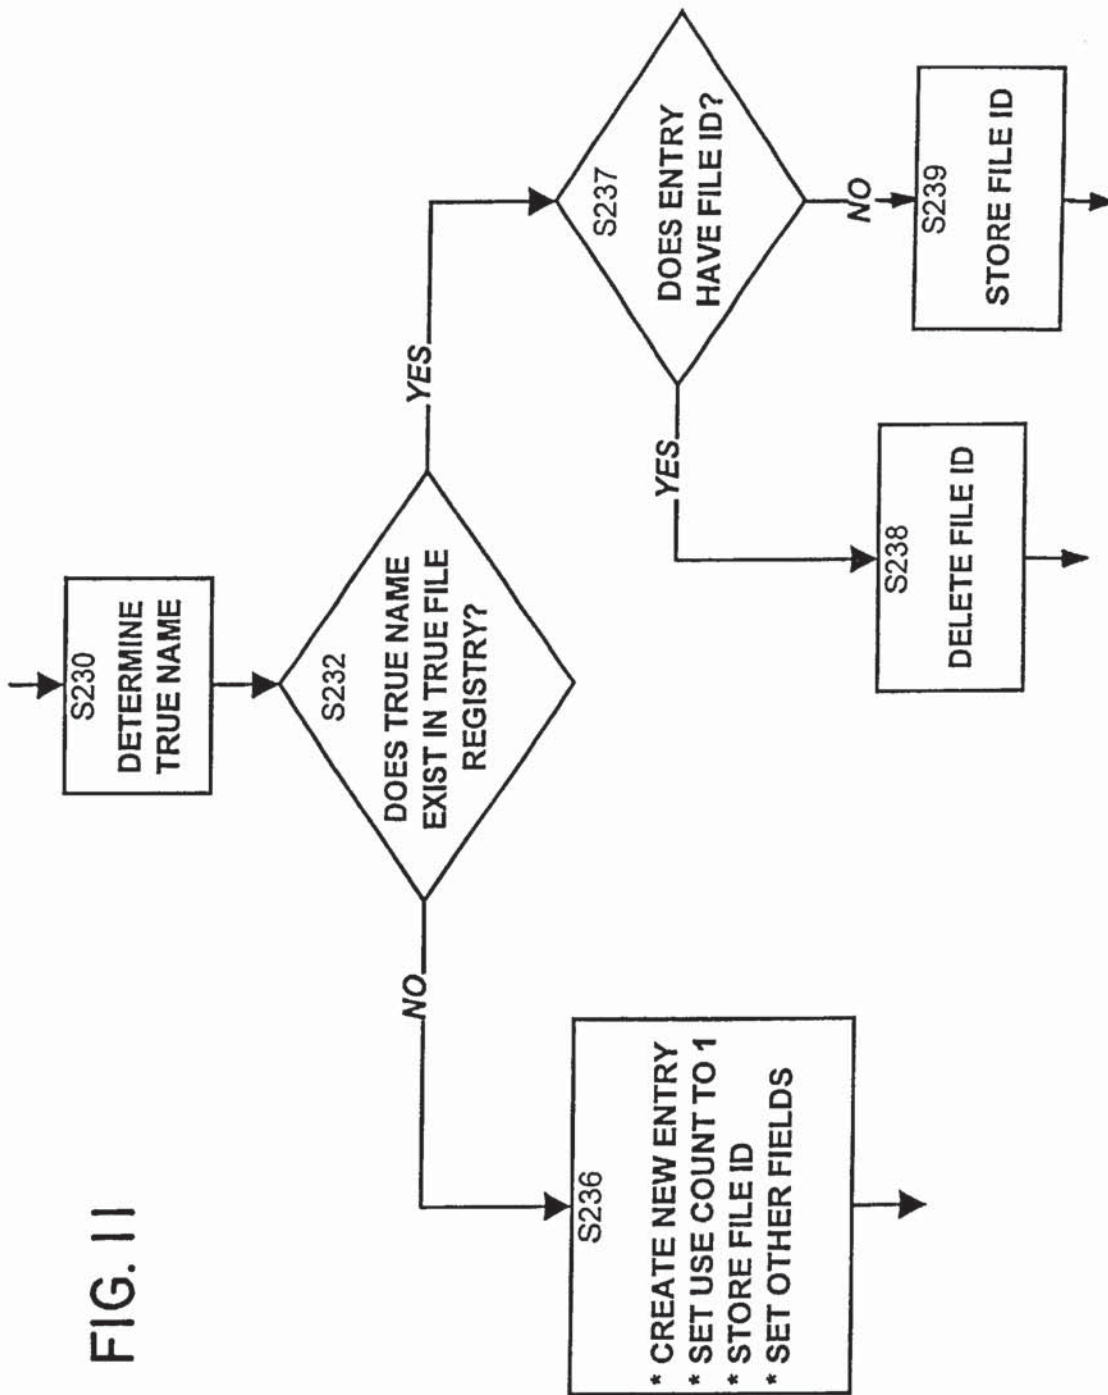 FIG. 11
S230
DETERMINE
TRUE NAME
S232
DOES TRUE NAME
EXIST IN TRUE FILE
REGISTRY?
NO
YES
S236
* CREATE NEW ENTRY
* SET USE COUNT TO 1
* STORE FILE ID
* SET OTHER FIELDS
S237
DOES ENTRY
HAVE FILE ID?
YES
NO
S238
DELETE FILE ID
S239
STORE FILE ID